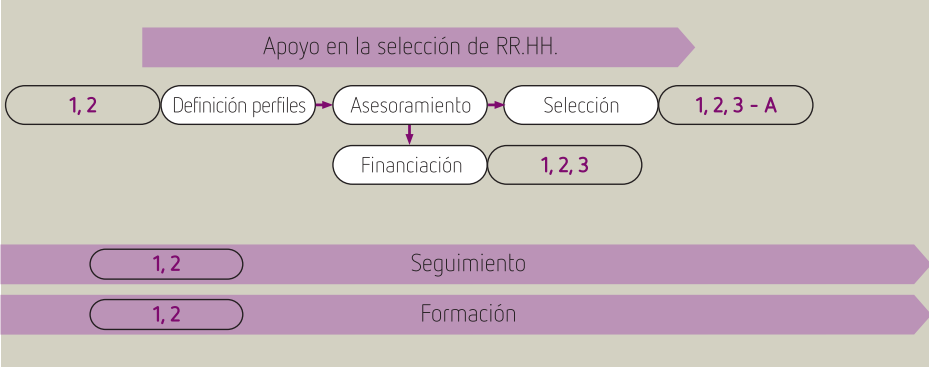 Apoyo en la selección de RR.HH.
1, 2 Definición perfiles Asesoramiento Selección 1, 2, 3 - A
Financiación 1, 2, 3
1, 2 Seguimiento
1, 2 Formación